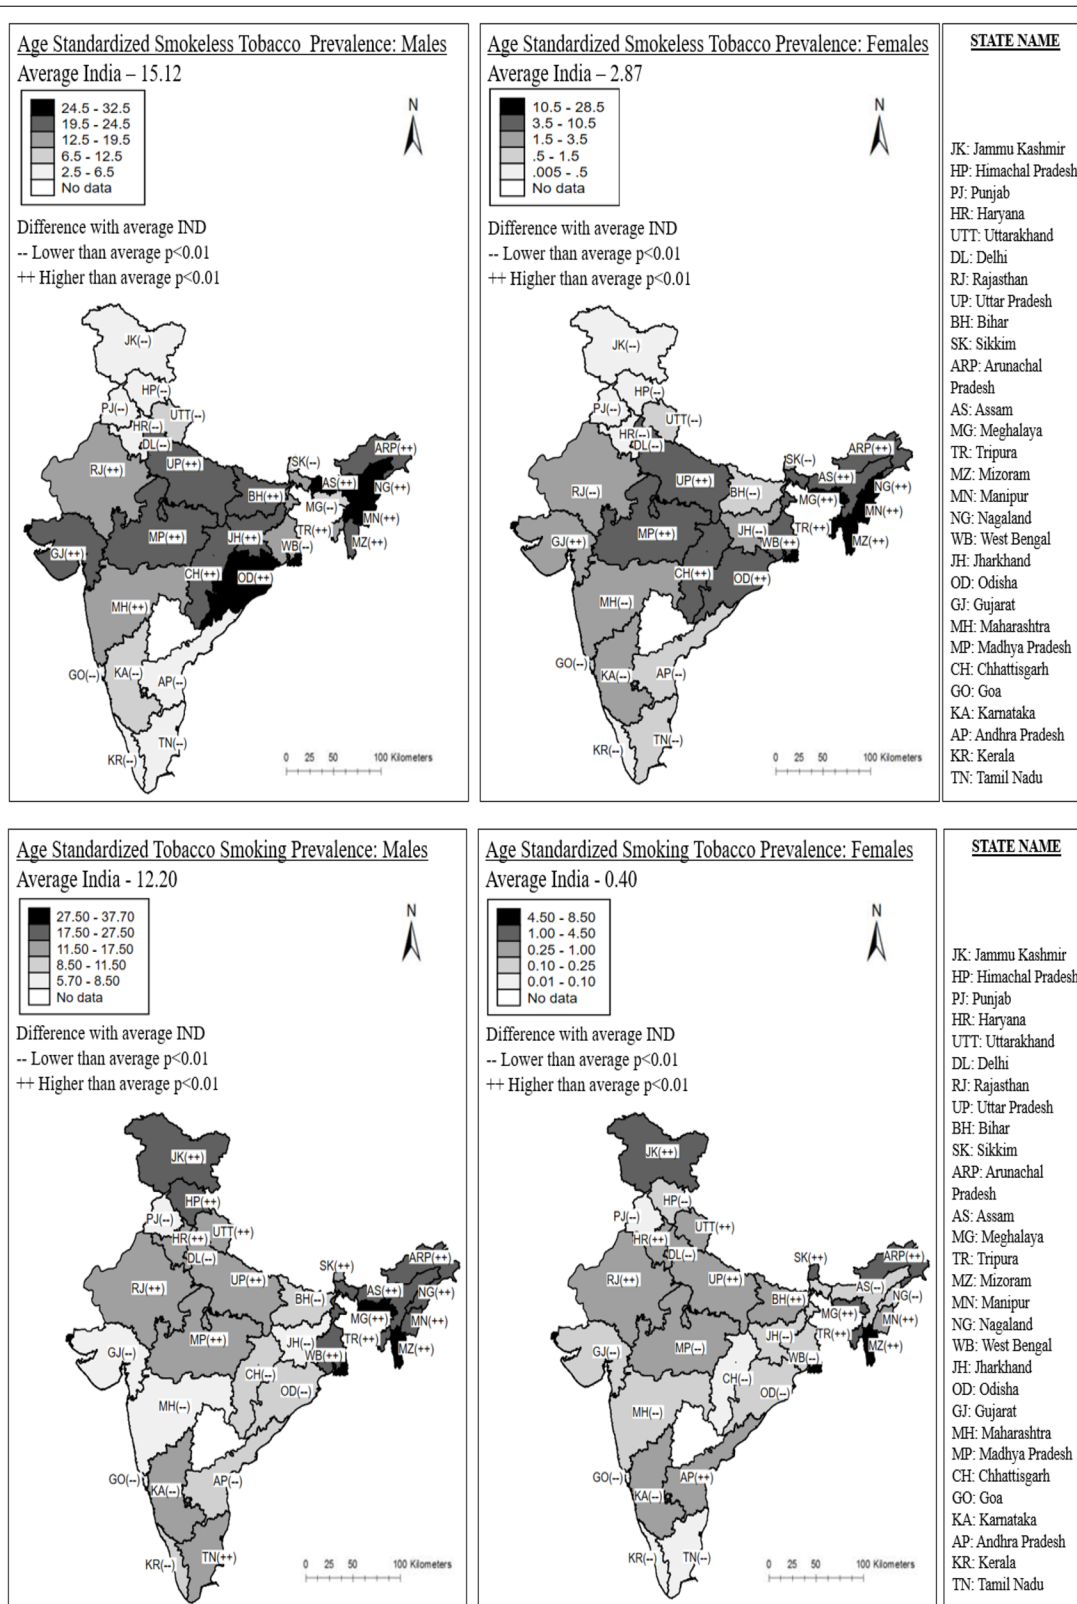 Age Standardized Smokeless Tobacco Prevalence: Males
Average India – 15.12
24.5 - 32.5
19.5 - 24.5
12.5 - 19.5
6.5 - 12.5
2.5 - 6.5
No data
N
Difference with average IND
-- Lower than average p<0.01
++ Higher than average p<0.01
JK(--)
HP(--)
PJ(--)
UTT(--)
HR(--)
DL(--)
ARP(++)
RJ(++)
UP(++)
SK(--)
AS(++)
NG(++)
BH(++)
MG(--)
MN(++)
MP(++)
JH(++)
TR(++)
WB(--)
MZ(++)
GJ(++)
CH(++)
OD(++)
MH(++)
GO(--)
KA(--)
AP(--)
TN(--)
KR(--)
0 25 50 100 Kilometers
Age Standardized Smokeless Tobacco Prevalence: Females
Average India – 2.87
10.5 - 28.5
3.5 - 10.5
1.5 - 3.5
.5 - 1.5
.005 - .5
No data
N
Difference with average IND
-- Lower than average p<0.01
++ Higher than average p<0.01
JK(--)
HP(--)
PJ(--)
UTT(--)
HR(--)
DL(--)
ARP(++)
SK(--)
RJ(--)
UP(++)
AS(++)
NG(++)
BH(--)
MG(++)
MN(++)
MP(++)
JH(--)
TR(++)
WB(++)
MZ(++)
GJ(++)
CH(++)
OD(++)
MH(--)
GO(--)
KA(--)
AP(--)
TN(--)
KR(--)
0 25 50 100 Kilometers
STATE NAME
JK: Jammu Kashmir
HP: Himachal Pradesh
PJ: Punjab
HR: Haryana
UTT: Uttarakhand
DL: Delhi
RJ: Rajasthan
UP: Uttar Pradesh
BH: Bihar
SK: Sikkim
ARP: Arunachal
Pradesh
AS: Assam
MG: Meghalaya
TR: Tripura
MZ: Mizoram
MN: Manipur
NG: Nagaland
WB: West Bengal
JH: Jharkhand
OD: Odisha
GJ: Gujarat
MH: Maharashtra
MP: Madhya Pradesh
CH: Chhattisgarh
GO: Goa
KA: Karnataka
AP: Andhra Pradesh
KR: Kerala
TN: Tamil Nadu
Age Standardized Tobacco Smoking Prevalence: Males
Average India - 12.20
27.50 - 37.70
17.50 - 27.50
11.50 - 17.50
8.50 - 11.50
5.70 - 8.50
No data
N
Difference with average IND
-- Lower than average p<0.01
++ Higher than average p<0.01
JK(++)
HP(++)
PJ(--)
UTT(++)
HR(++)
DL(--)
ARP(++)
SK(++)
RJ(++)
UP(++)
AS(++)
NG(++)
BH(--)
MG(++)
MN(++)
MP(++)
JH(--)
TR(++)
WB(++)
MZ(++)
GJ(--)
CH(--)
OD(--)
MH(--)
GO(--)
KA(--)
AP(--)
TN(++)
KR(--)
0 25 50 100 Kilometers
Age Standardized Smoking Tobacco Prevalence: Females
Average India - 0.40
4.50 - 8.50
1.00 - 4.50
0.25 - 1.00
0.10 - 0.25
0.01 - 0.10
No data
N
Difference with average IND
-- Lower than average p<0.01
++ Higher than average p<0.01
JK(++)
HP(--)
PJ(--)
UTT(++)
HR(++)
DL(--)
ARP(++)
SK(++)
RJ(++)
UP(++)
AS(--)
NG(--)
BH(++)
MG(++)
MN(++)
MP(--)
JH(--)
TR(++)
WB(--)
MZ(++)
GJ(--)
CH(--)
OD(--)
MH(--)
GO(--)
KA(--)
AP(++)
TN(--)
KR(--)
0 25 50 100 Kilometers
STATE NAME
JK: Jammu Kashmir
HP: Himachal Pradesh
PJ: Punjab
HR: Haryana
UTT: Uttarakhand
DL: Delhi
RJ: Rajasthan
UP: Uttar Pradesh
BH: Bihar
SK: Sikkim
ARP: Arunachal
Pradesh
AS: Assam
MG: Meghalaya
TR: Tripura
MZ: Mizoram
MN: Manipur
NG: Nagaland
WB: West Bengal
JH: Jharkhand
OD: Odisha
GJ: Gujarat
MH: Maharashtra
MP: Madhya Pradesh
CH: Chhattisgarh
GO: Goa
KA: Karnataka
AP: Andhra Pradesh
KR: Kerala
TN: Tamil Nadu